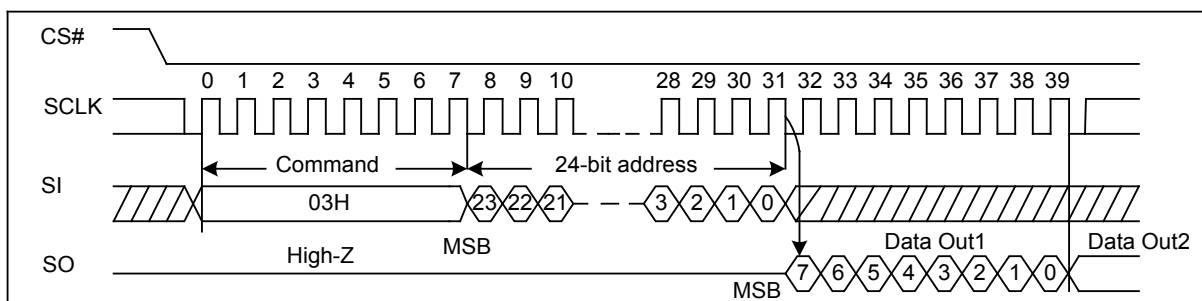 CS#
0 1 2 3 4 5 6 7 8 9 10 28 29 30 31 32 33 34 35 36 37 38 39
SCLK
Command 24-bit address
SI 03H 23 22 21 3 2 1 0
High-Z MSB Data Out1 Data Out2
SO 7 6 5 4 3 2 1 0
MSB